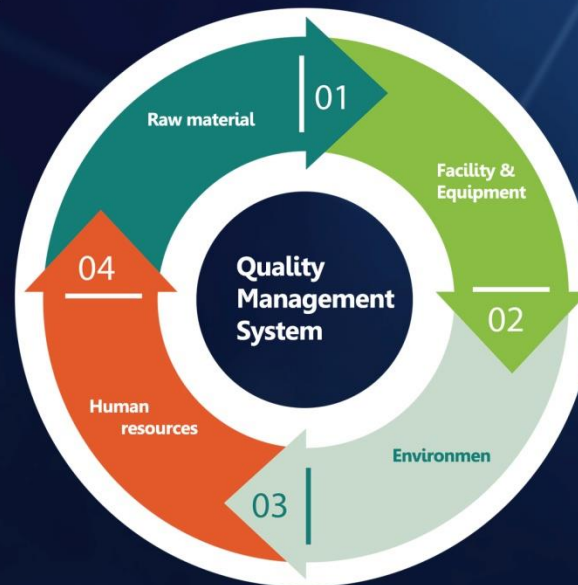 01
Raw material
Facility &
Equipment
02
Environmen
03
Human
resources
04
Quality
Management
System